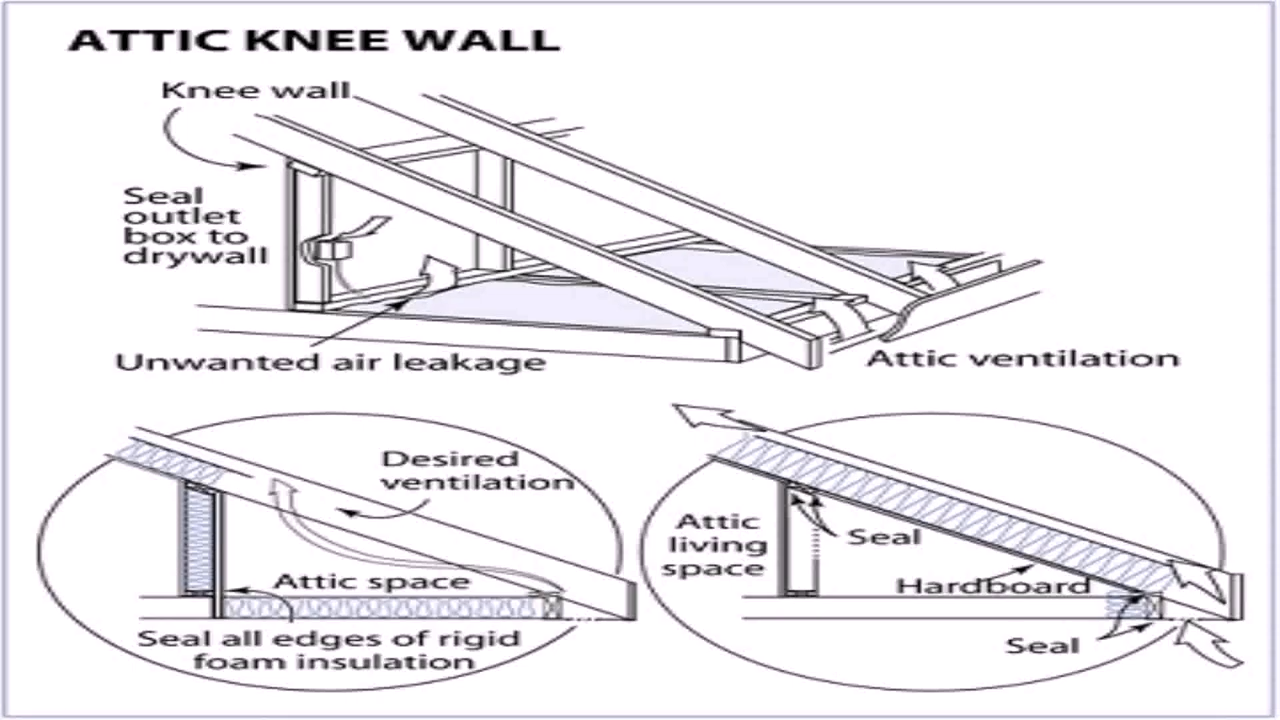 ATTIC KNEE WALL
Knee wall
Seal
outlet
box to
drywall
Unwanted air leakage
Attic ventilation
Desired
ventilation
Attic space
Seal all edges of rigid
foam insulation
Attic
living
space
Seal
Hardboard
Seal